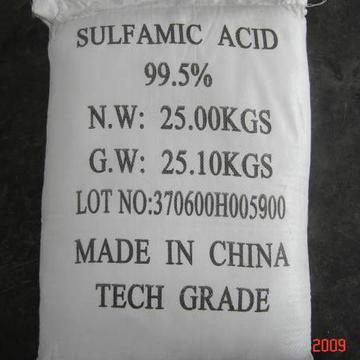 SULFAMIC ACID
99.5%
N.W: 25.00KGS
G.W: 25.10KGS
LOT NO:370600H005900
MADE IN CHINA
TECH GRADE
2009